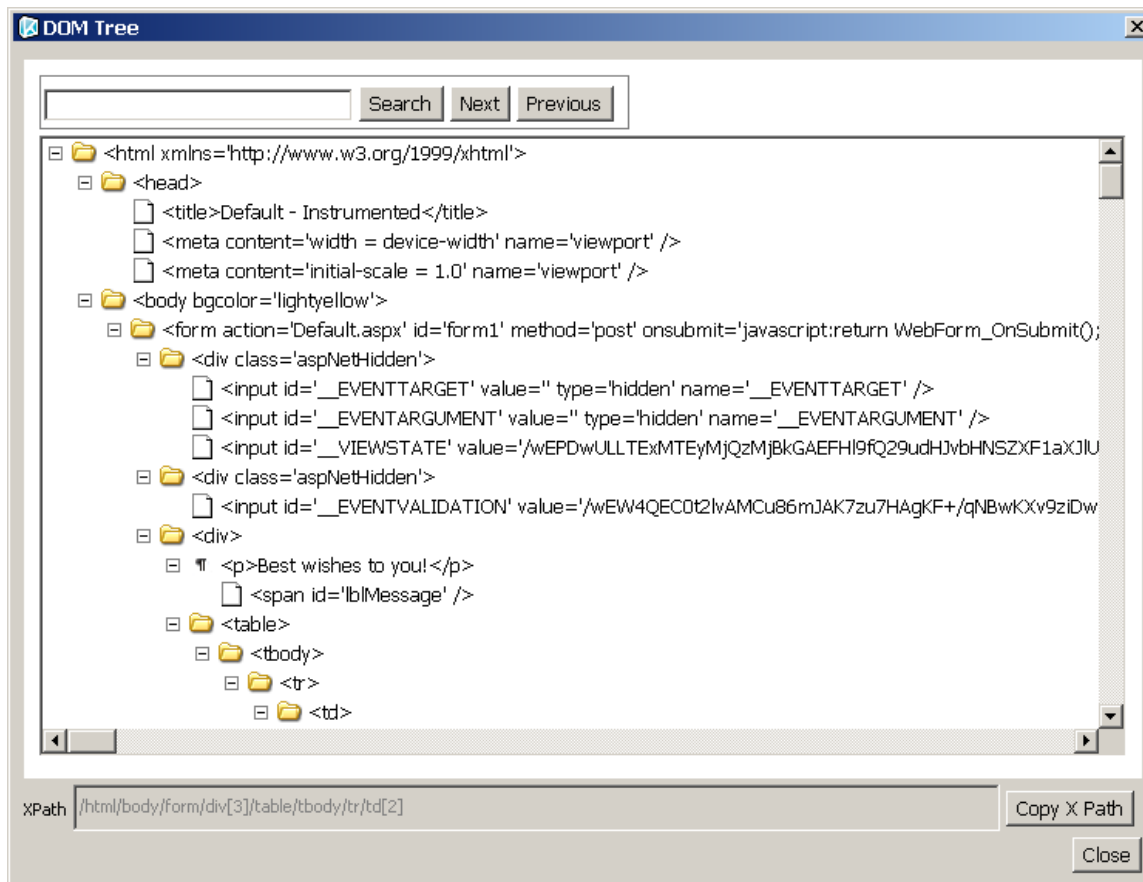 DOM Tree
Search Next Previous
<html xmlns='http://www.w3.org/1999/xhtml'>
<head>
<title>Default - Instrumented</title>
<meta content='width = device-width' name='viewport' />
<meta content='initial-scale = 1.0' name='viewport' />
<body bgcolor='lightyellow'>
<form action='Default.aspx' id='form1' method='post' onsubmit='javascript:return WebForm_OnSubmit();
<div class='aspNetHidden'>
<input id='__EVENTTARGET' value='' type='hidden' name='__EVENTTARGET' />
<input id='__EVENTARGUMENT' value='' type='hidden' name='__EVENTARGUMENT' />
<input id='__VIEWSTATE' value='/wEPDwULLTExMTEyMjQzMjBkGAEFHl9fQ29udHJvbHNSZXF1aXJlU
<div class='aspNetHidden'>
<input id='__EVENTVALIDATION' value='/wEW4QEC0t2lvAMCu86mJAK7zu7HAgKF+/qNBwKXv9ziDw
<div>
¶ <p>Best wishes to you!</p>
<span id='lblMessage' />
<table>
<tbody>
<tr>
<td>
XPath /html/body/form/div[3]/table/tbody/tr/td[2] Copy X Path
Close